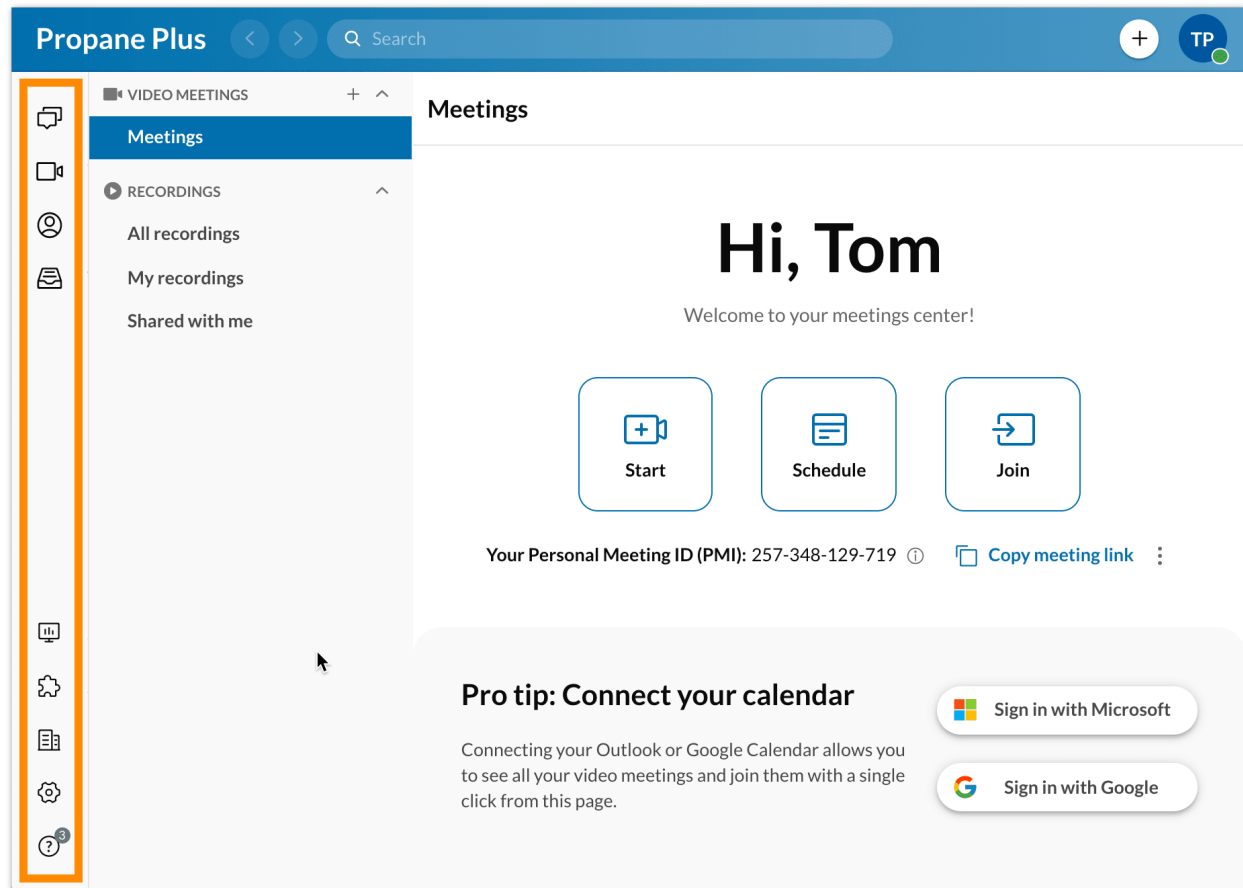 Propane Plus
Search
TP
VIDEO MEETINGS
Meetings
RECORDINGS
All recordings
My recordings
Shared with me
Meetings
Hi, Tom
Welcome to your meetings center!
Start
Schedule
Join
Your Personal Meeting ID (PMI): 257-348-129-719
Copy meeting link
Pro tip: Connect your calendar
Connecting your Outlook or Google Calendar allows you
to see all your video meetings and join them with a single
click from this page.
Sign in with Microsoft
Sign in with Google
3